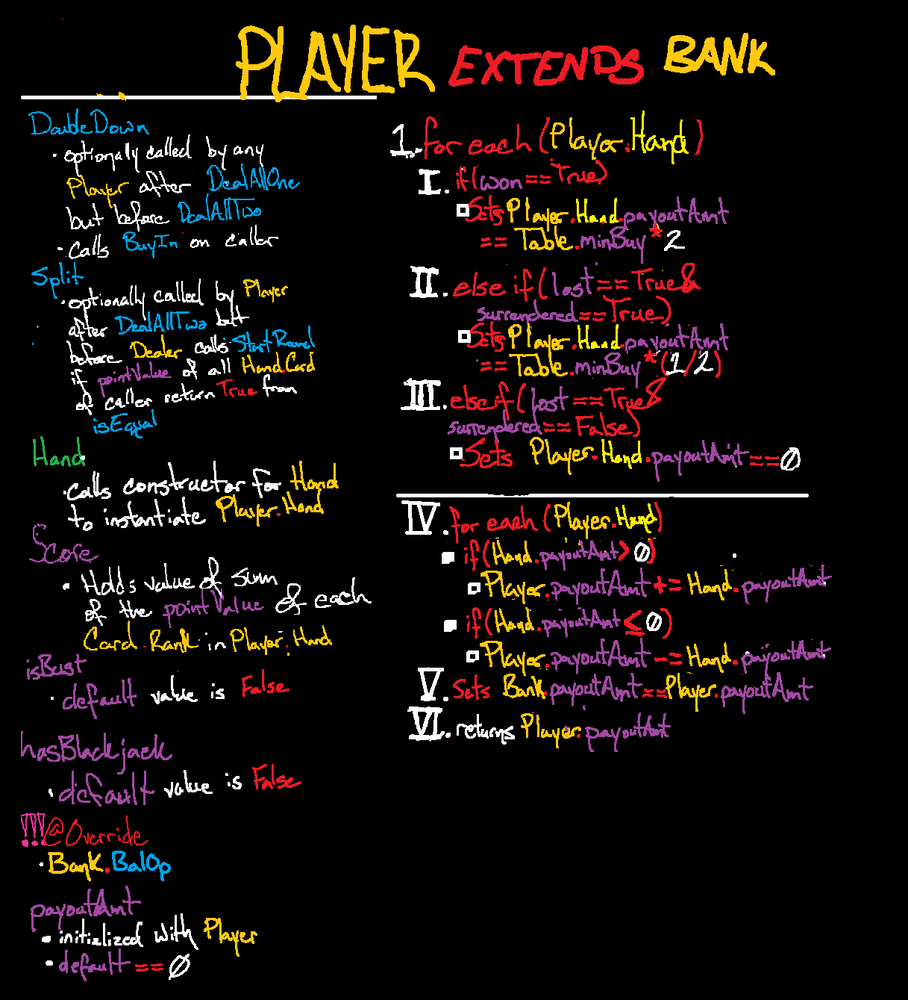 PLAYER EXTENDS BANK
DoubleDown
• optionally called by any
Player after DealAllOne
but before DealAllTwo
• calls BuyIn on caller
Split
• optionally called by Player
after DealAllTwo but
before Dealer calls StartRound
if pointValue of all Hand.Card
of caller return True from
isEqual
Hand
• calls constructor for Hand
to instantiate Player.Hand
Score
• Holds value of sum
of the pointValue of each
Card.Rank in Player.Hand
isBust
• default value is False
hasBlackjack
• default value is False
!!!@Override
• Bank.BalOp
payoutAmt
• initialized with Player
• default == 0
1. for each (Player.Hand)
I. if(won == True)
Sets Player.Hand.payoutAmt
== Table.minBuy * 2
II. else if(lost == True &
surrendered == True)
Sets Player.Hand.payoutAmt
== Table.minBuy *(1/2)
III. else if(lost == True &
surrendered == False)
Sets Player.Hand.payoutAmt == 0
IV. for each (Player.Hand)
if(Hand.payoutAmt > 0)
Player.payoutAmt += Hand.payoutAmt
if(Hand.payoutAmt ≤ 0)
Player.payoutAmt -= Hand.payoutAmt
V. Sets Bank.payoutAmt == Player.payoutAmt
VI. returns Player.payoutAmt